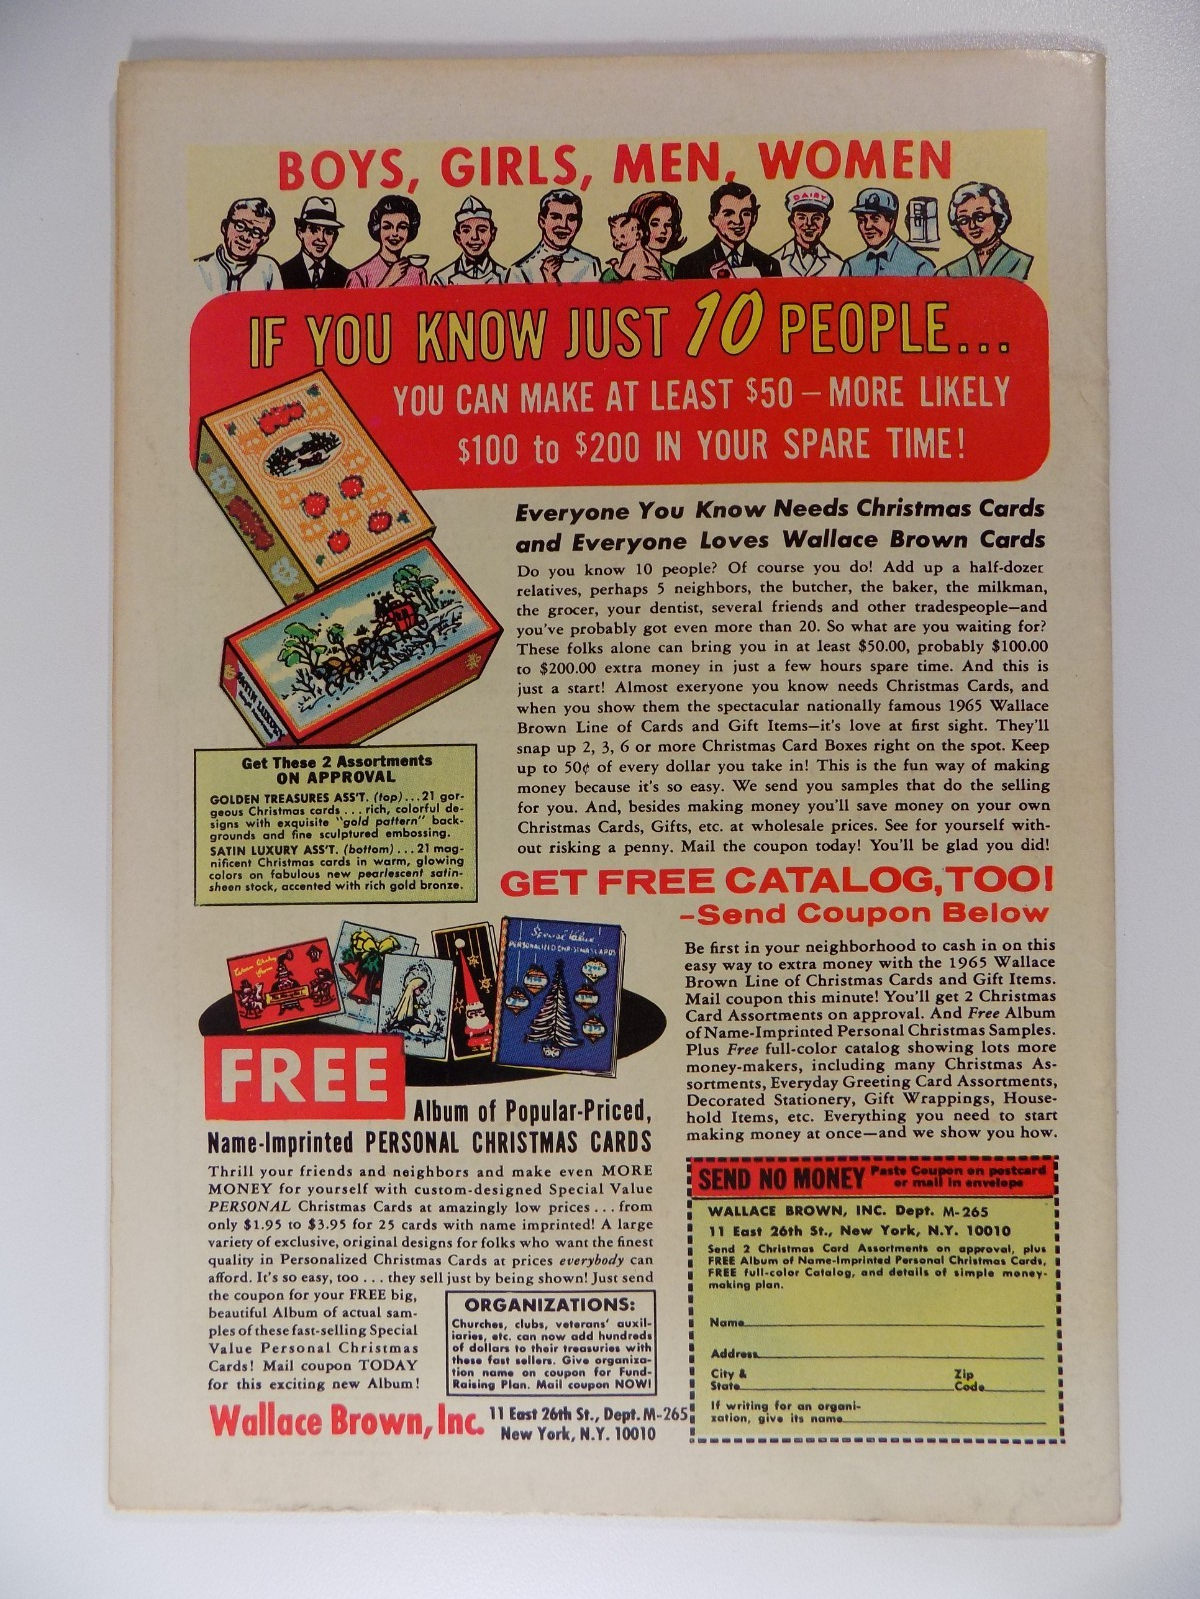 BOYS, GIRLS, MEN, WOMEN
DAIRY
IF YOU KNOW JUST 10 PEOPLE...
YOU CAN MAKE AT LEAST $50 – MORE LIKELY
$100 to $200 IN YOUR SPARE TIME!
Everyone You Know Needs Christmas Cards
and Everyone Loves Wallace Brown Cards
Do you know 10 people? Of course you do! Add up a half-dozen
relatives, perhaps 5 neighbors, the butcher, the baker, the milkman,
the grocer, your dentist, several friends and other tradespeople—and
you've probably got even more than 20. So what are you waiting for?
These folks alone can bring you in at least $50.00, probably $100.00
to $200.00 extra money in just a few hours spare time. And this is
just a start! Almost exeryone you know needs Christmas Cards, and
when you show them the spectacular nationally famous 1965 Wallace
Brown Line of Cards and Gift Items—it's love at first sight. They'll
snap up 2, 3, 6 or more Christmas Card Boxes right on the spot. Keep
up to 50¢ of every dollar you take in! This is the fun way of making
money because it's so easy. We send you samples that do the selling
for you. And, besides making money you'll save money on your own
Christmas Cards, Gifts, etc. at wholesale prices. See for yourself with-
out risking a penny. Mail the coupon today! You'll be glad you did!
SATIN LUXURY
Get These 2 Assortments
ON APPROVAL
GOLDEN TREASURES ASS'T. (top)...21 gor-
geous Christmas cards...rich, colorful de-
signs with exquisite "gold pattern" back-
grounds and fine sculptured embossing.
SATIN LUXURY ASS'T. (bottom)...21 mag-
nificent Christmas cards in warm, glowing
colors on fabulous new pearlescent satin-
sheen stock, accented with rich gold bronze.
GET FREE CATALOG, TOO!
–Send Coupon Below
Be first in your neighborhood to cash in on this
easy way to extra money with the 1965 Wallace
Brown Line of Christmas Cards and Gift Items.
Mail coupon this minute! You'll get 2 Christmas
Card Assortments on approval. And Free Album
of Name-Imprinted Personal Christmas Samples.
Plus Free full-color catalog showing lots more
money-makers, including many Christmas As-
sortments, Everyday Greeting Card Assortments,
Decorated Stationery, Gift Wrappings, House-
hold Items, etc. Everything you need to start
making money at once—and we show you how.
Special Value
PERSONALIZED CHRISTMAS CARDS
FREE
Album of Popular-Priced,
Name-Imprinted PERSONAL CHRISTMAS CARDS
Thrill your friends and neighbors and make even MORE
MONEY for yourself with custom-designed Special Value
PERSONAL Christmas Cards at amazingly low prices...from
only $1.95 to $3.95 for 25 cards with name imprinted! A large
variety of exclusive, original designs for folks who want the finest
quality in Personalized Christmas Cards at prices everybody can
afford. It's so easy, too...they sell just by being shown! Just send
the coupon for your FREE big,
beautiful Album of actual sam-
ples of these fast-selling Special
Value Personal Christmas
Cards! Mail coupon TODAY
for this exciting new Album!
ORGANIZATIONS:
Churches, clubs, veterans' auxil-
iaries, etc. can now add hundreds
of dollars to their treasuries with
these fast sellers. Give organiza-
tion name on coupon for Fund-
Raising Plan. Mail coupon NOW!
Wallace Brown, Inc.
11 East 26th St., Dept. M-265
New York, N.Y. 10010
SEND NO MONEY
Paste Coupon on postcard
or mail in envelope
WALLACE BROWN, INC. Dept. M-265
11 East 26th St., New York, N.Y. 10010
Send 2 Christmas Card Assortments on approval, plus
FREE Album of Name-Imprinted Personal Christmas Cards,
FREE full-color Catalog, and details of simple money-
making plan.
Name
Address
City &
State
Zip
Code
If writing for an organi-
zation, give its name